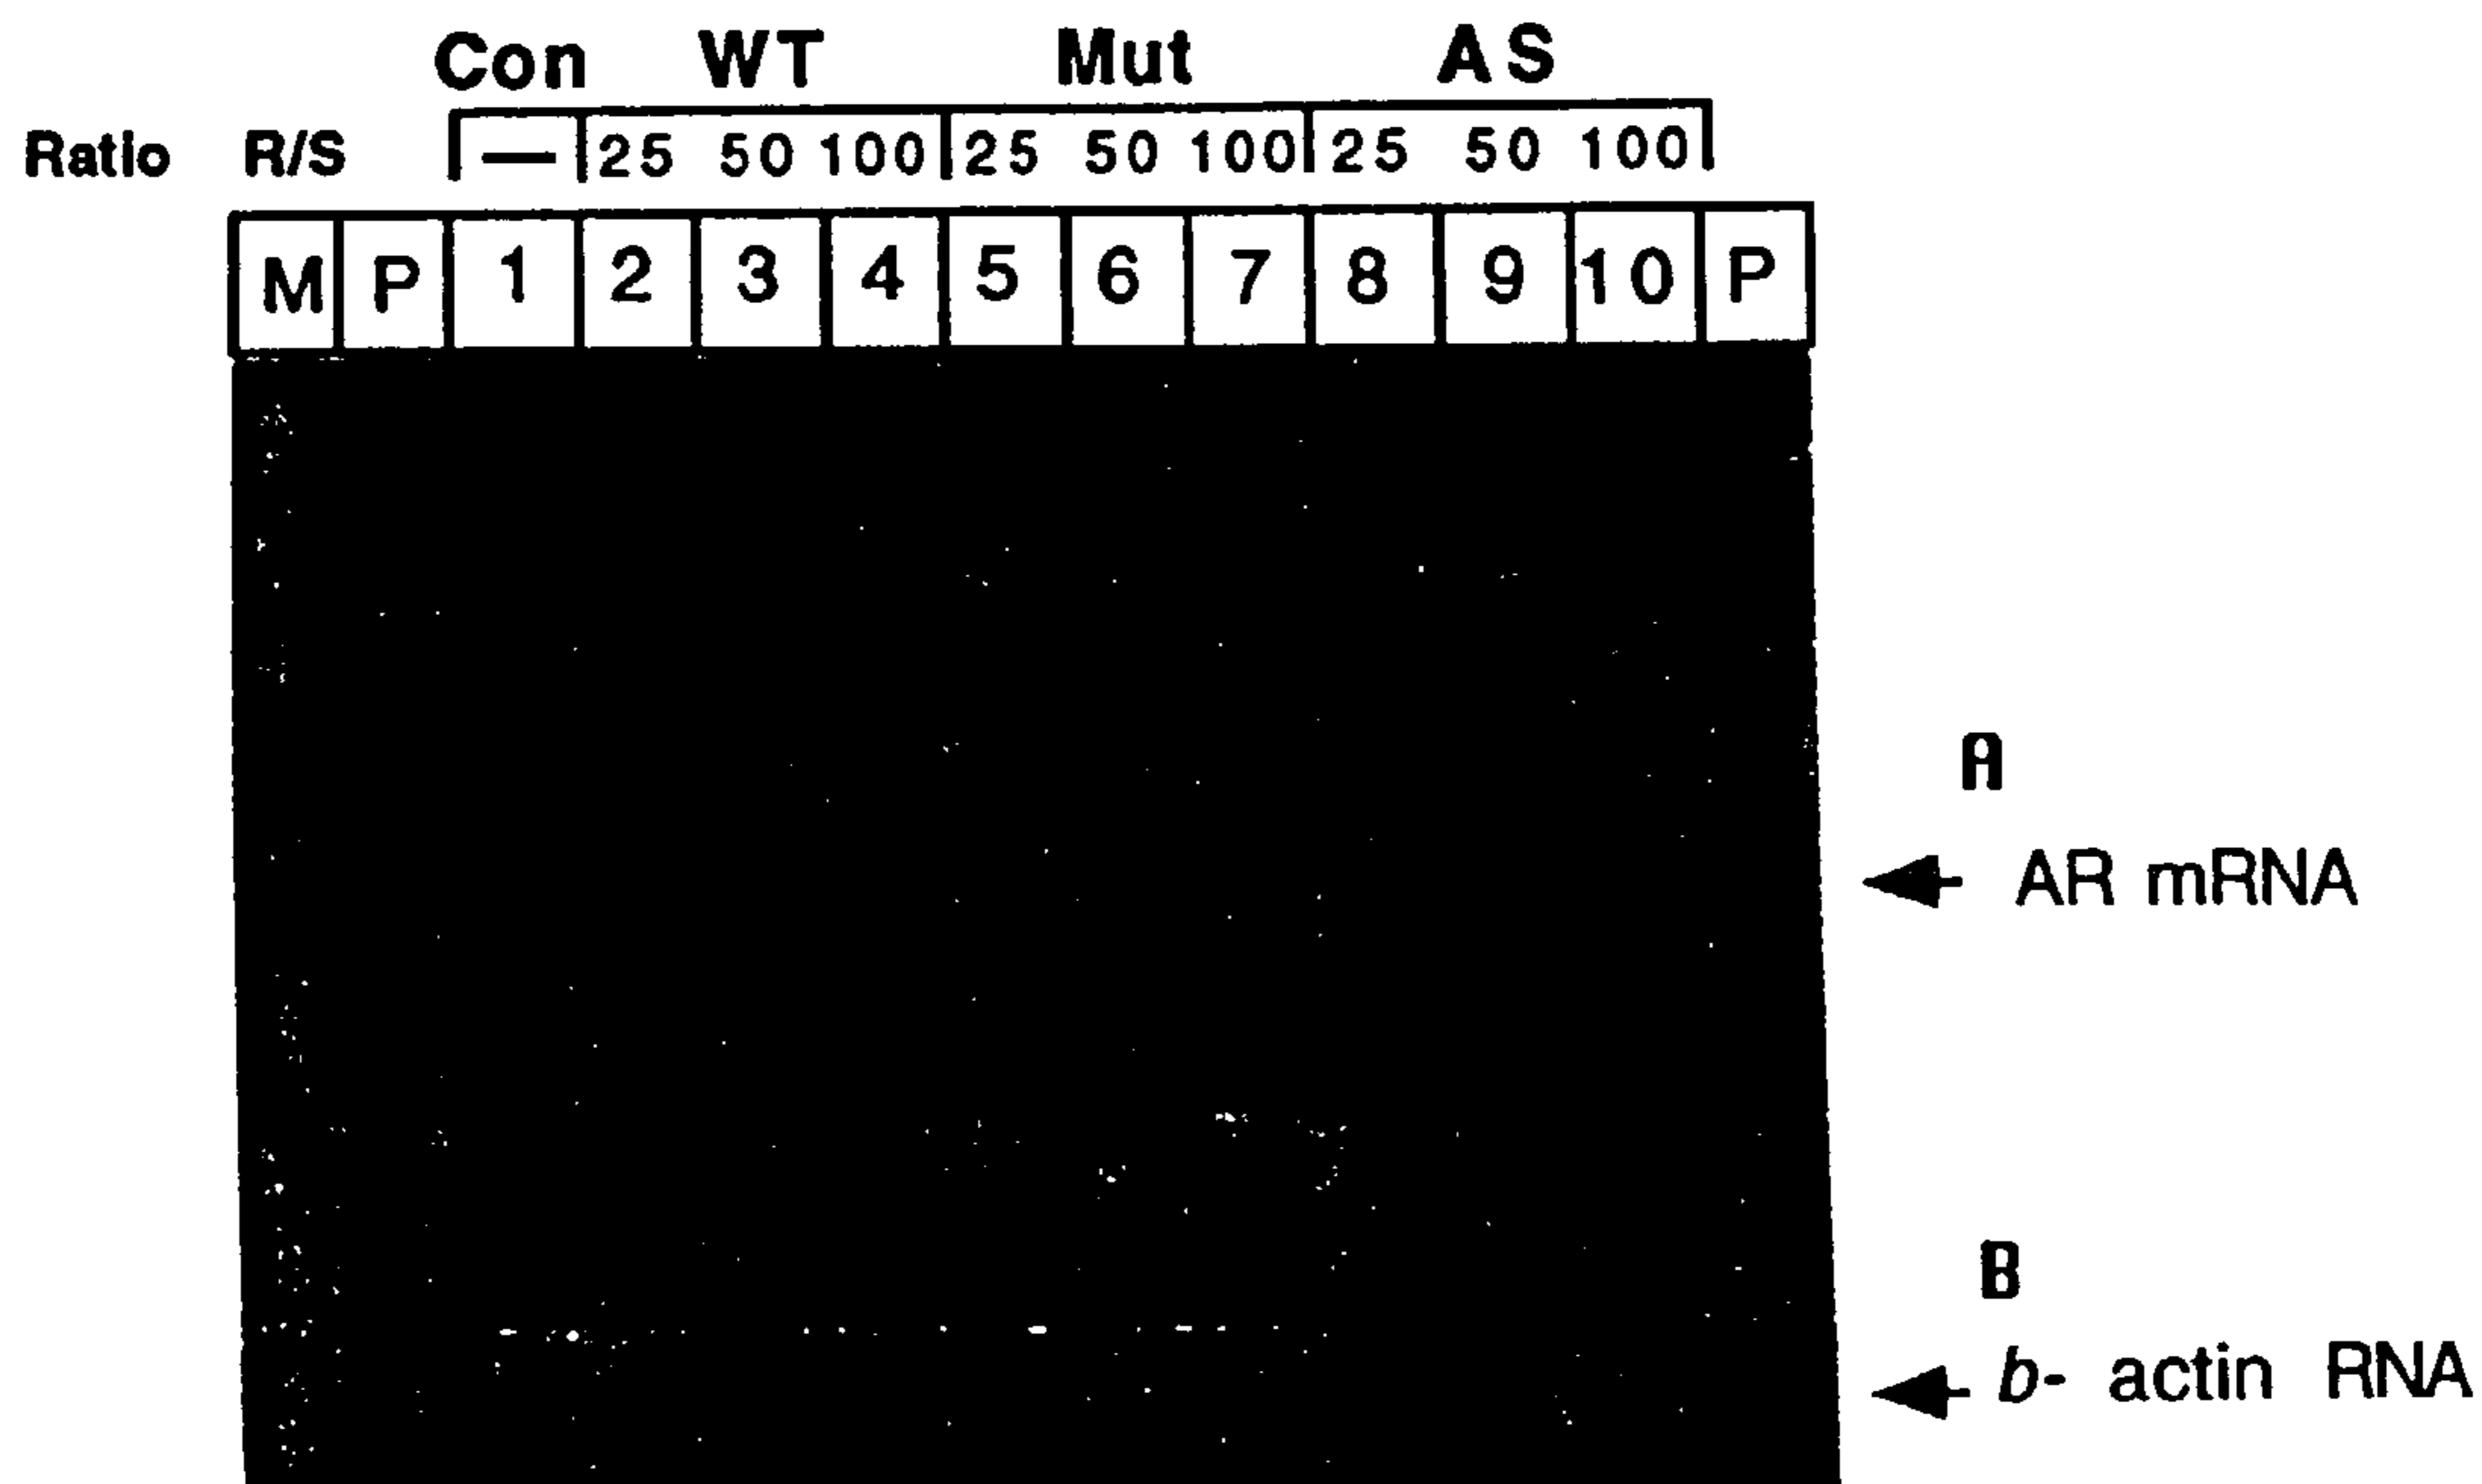 Con WT Mut AS
Ratio R/S — 25 50 100 25 50 100 25 50 100
M P 1 2 3 4 5 6 7 8 9 10 P
A
AR mRNA
B
b- actin RNA